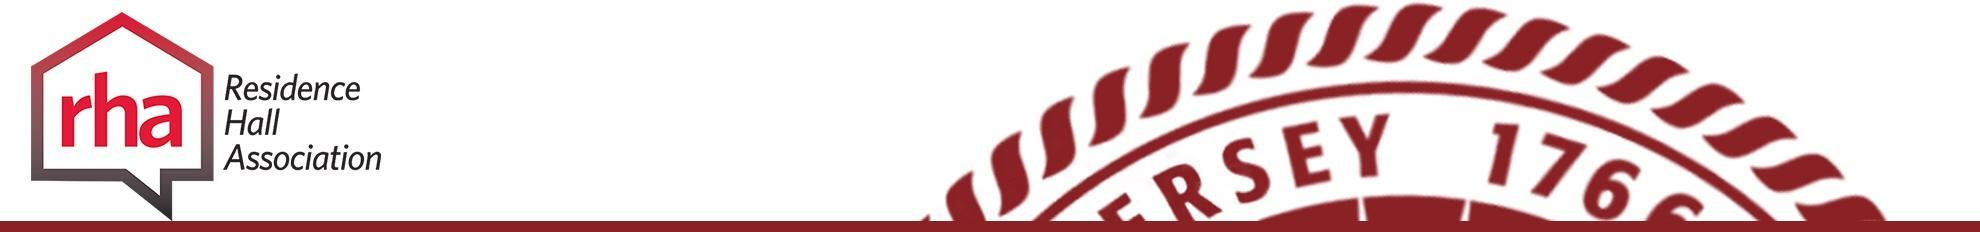 rha
Residence
Hall
Association
ERSEY 1766